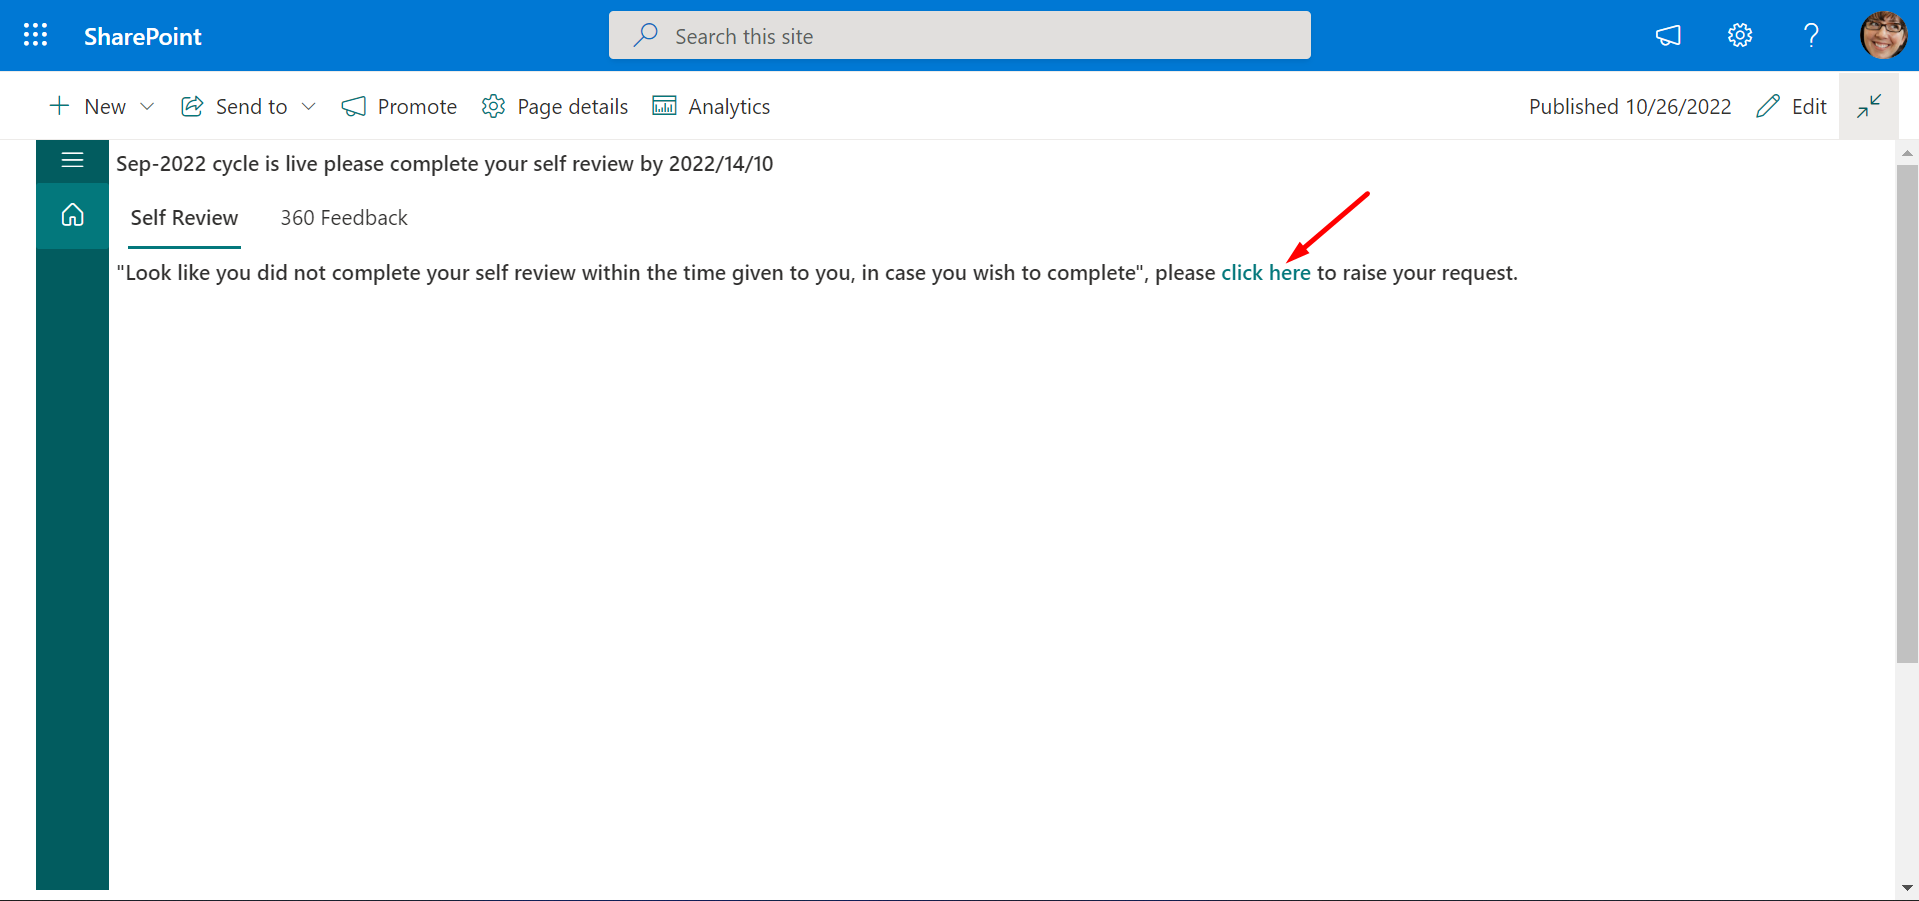 SharePoint
Search this site
New
Send to
Promote
Page details
Analytics
Published 10/26/2022
Edit
Sep-2022 cycle is live please complete your self review by 2022/14/10
Self Review
360 Feedback
"Look like you did not complete your self review within the time given to you, in case you wish to complete", please click here to raise your request.